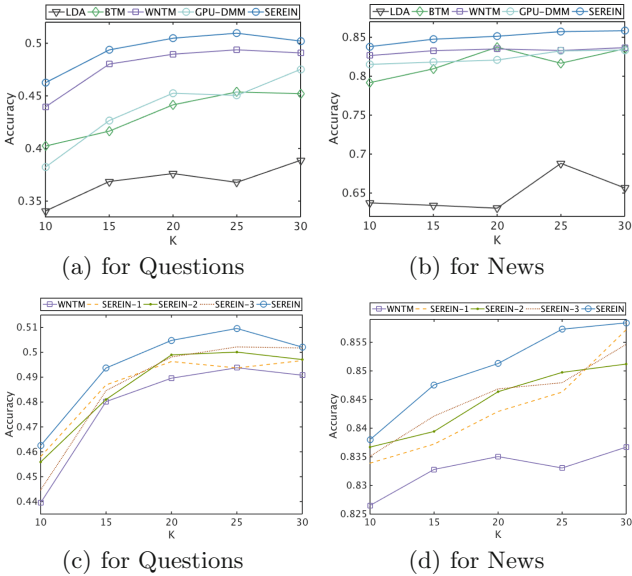 LDA BTM WNTM GPU-DMM SEREIN
0.5
0.45
0.4
0.35
Accuracy
10 15 20 25 30
K
(a) for Questions
LDA BTM WNTM GPU-DMM SEREIN
0.85
0.8
0.75
0.7
0.65
Accuracy
10 15 20 25 30
K
(b) for News
WNTM SEREIN-1 SEREIN-2 SEREIN-3 SEREIN
0.51
0.5
0.49
0.48
0.47
0.46
0.45
0.44
Accuracy
10 15 20 25 30
K
(c) for Questions
WNTM SEREIN-1 SEREIN-2 SEREIN-3 SEREIN
0.855
0.85
0.845
0.84
0.835
0.83
0.825
Accuracy
10 15 20 25 30
K
(d) for News